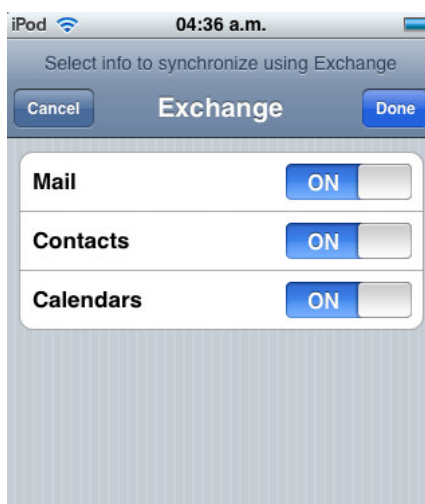 iPod 04:36 a.m.
Select info to synchronize using Exchange
Cancel Exchange Done
Mail ON
Contacts ON
Calendars ON